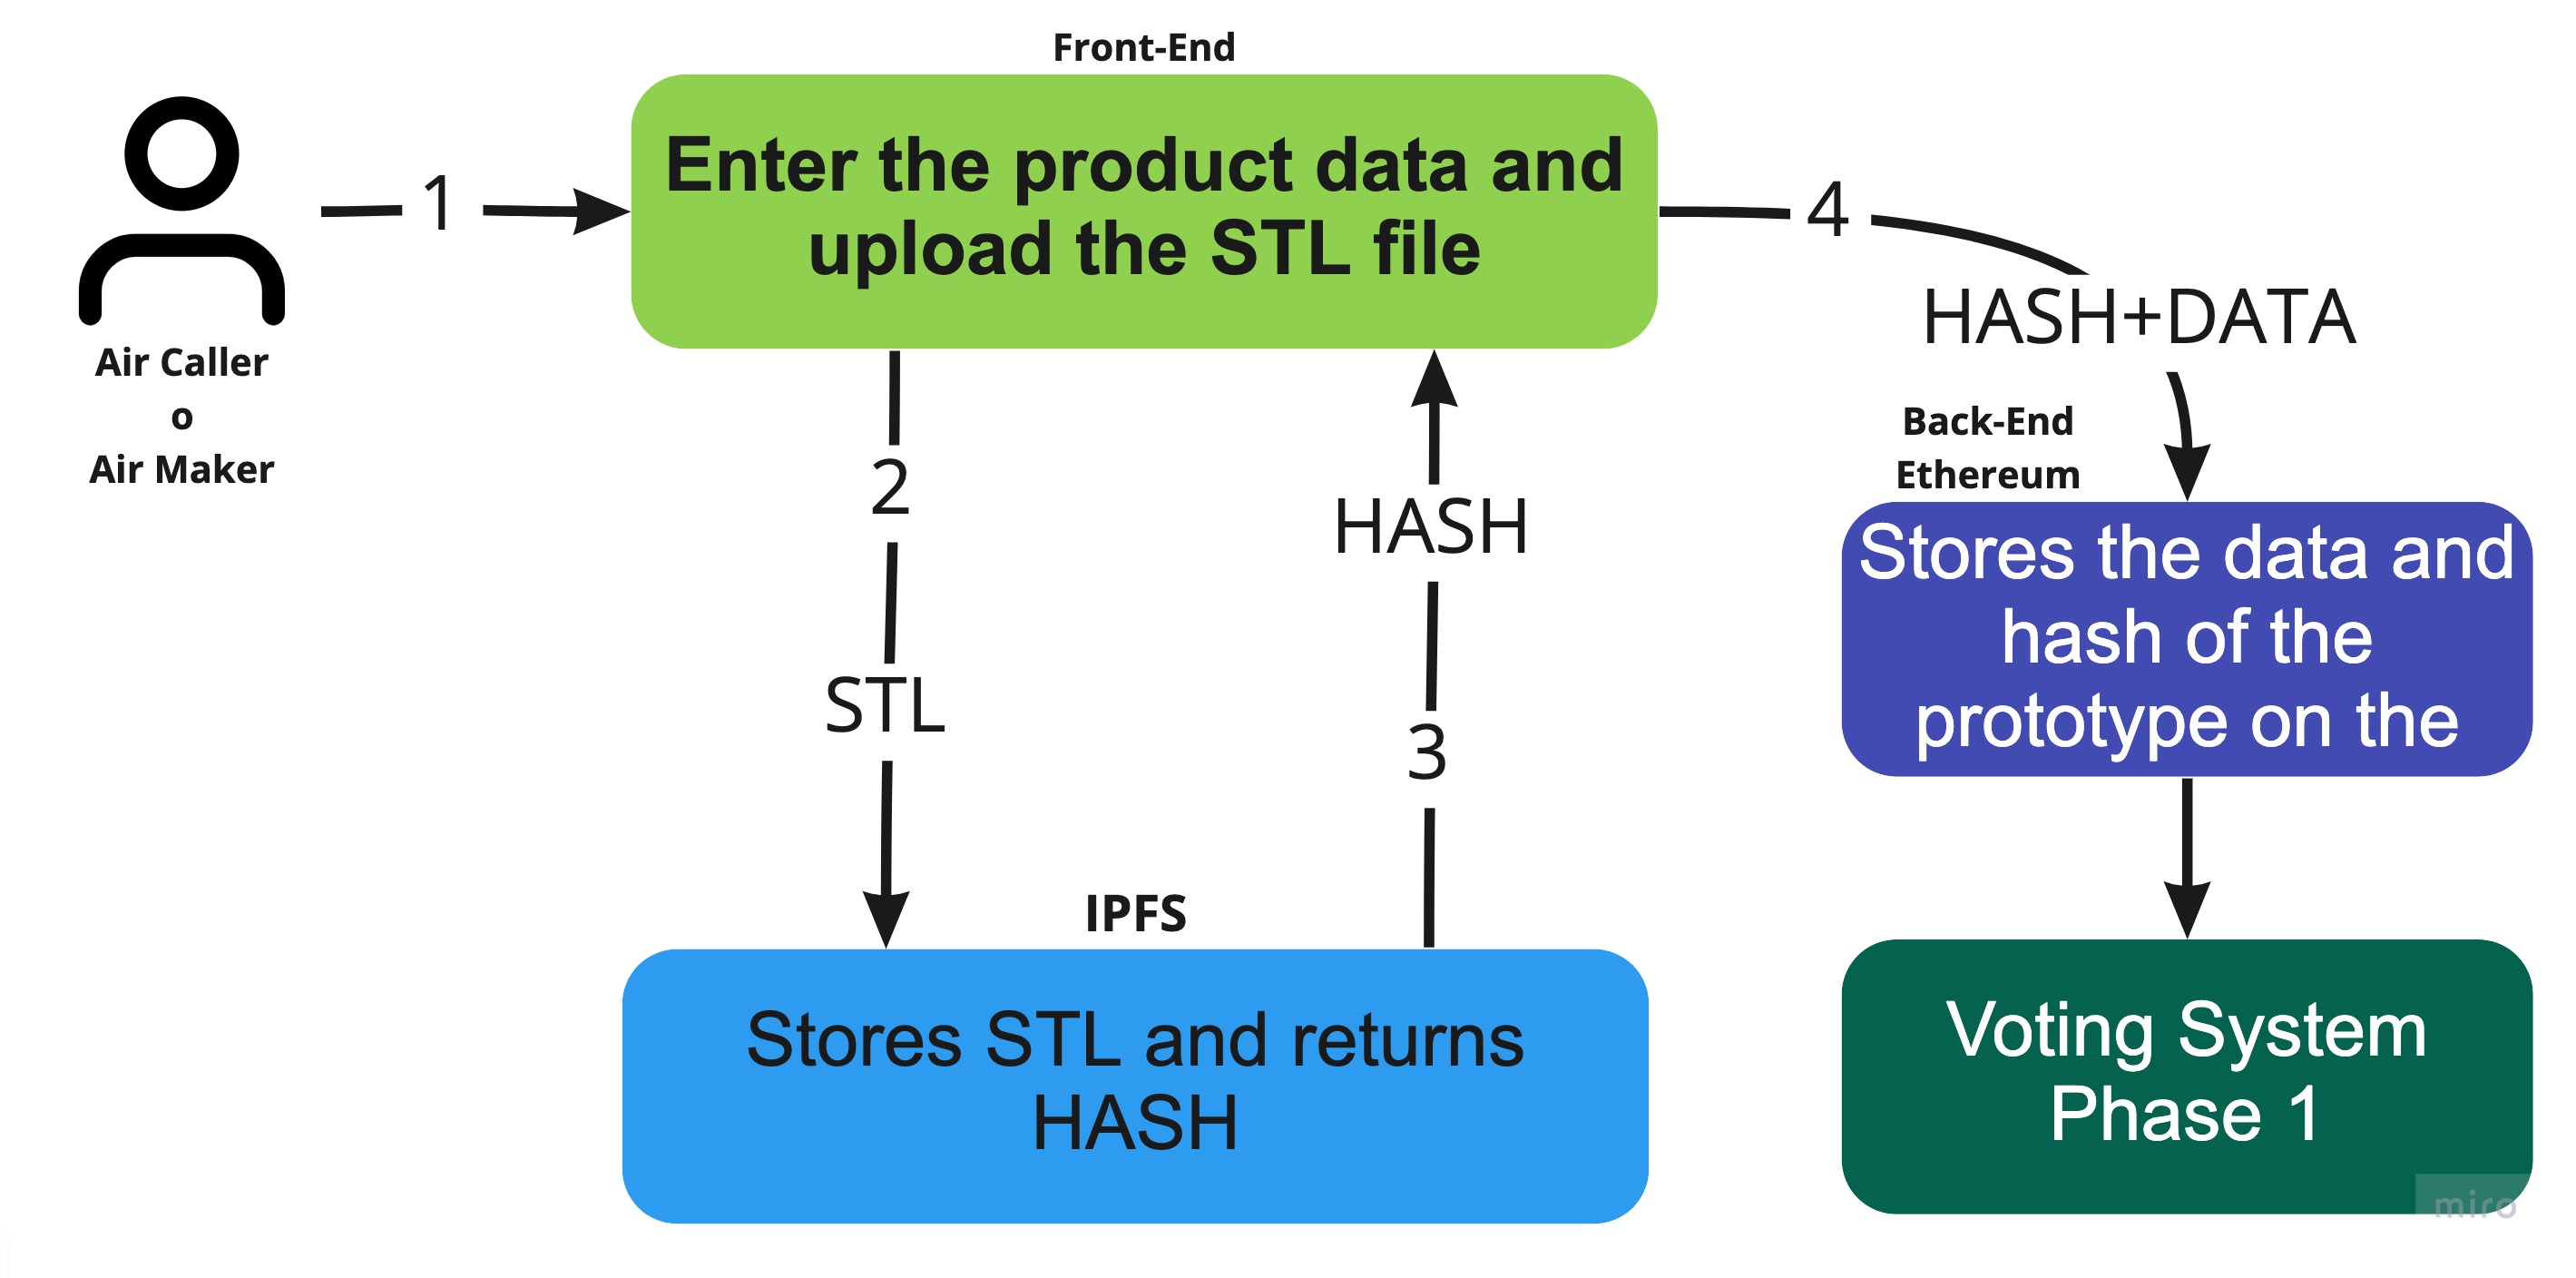 Front-End
Enter the product data and
upload the STL file
Air Caller
o
Air Maker
1
2
STL
HASH
3
4
HASH+DATA
Back-End
Ethereum
Stores the data and
hash of the
prototype on the
IPFS
Stores STL and returns
HASH
Voting System
Phase 1
miro